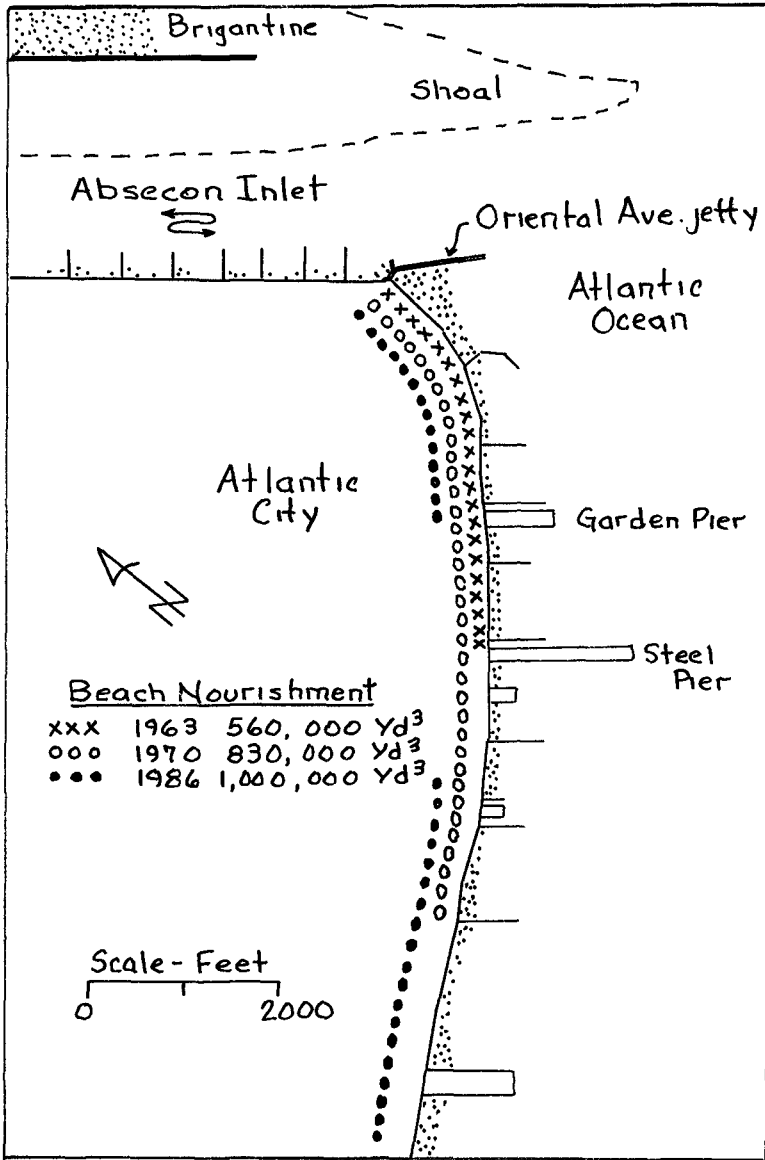 Brigantine
Shoal
Absecon Inlet
Oriental Ave. jetty
Atlantic
Ocean
Atlantic
City
Garden Pier
N
Steel
Pier
Beach Nourishment
xxx 1963 560,000 Yd³
ooo 1970 830,000 Yd³
••• 1986 1,000,000 Yd³
Scale - Feet
0 2000